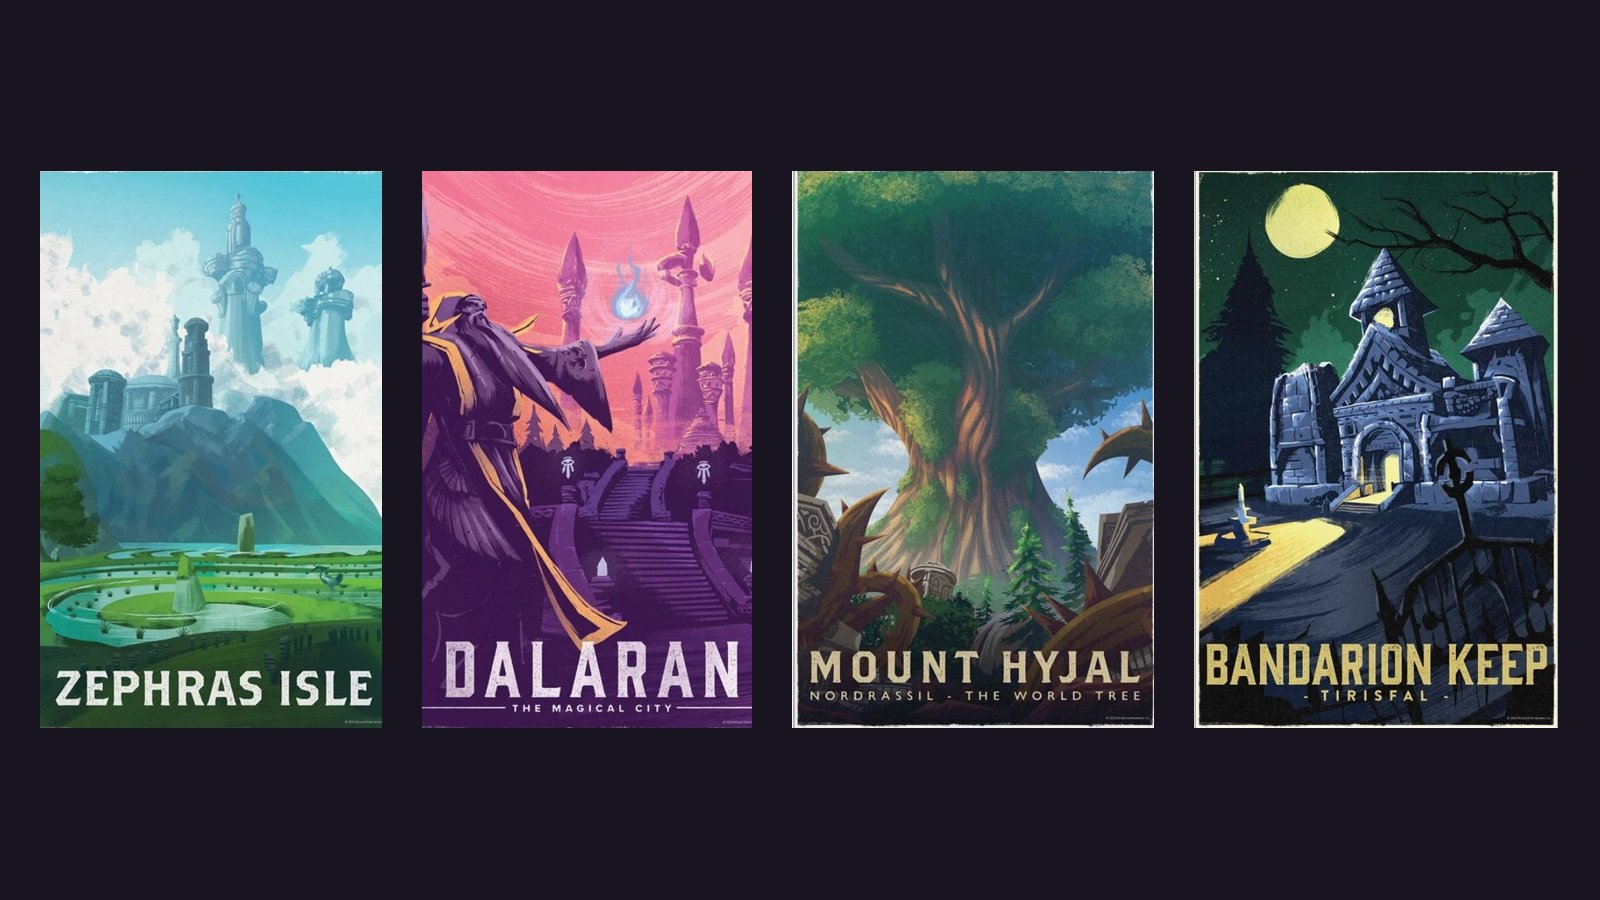 ZEPHRAS ISLE
DALARAN
THE MAGICAL CITY
MOUNT HYJAL
NORDRASSIL - THE WORLD TREE
BANDARION KEEP
- TIRISFAL -